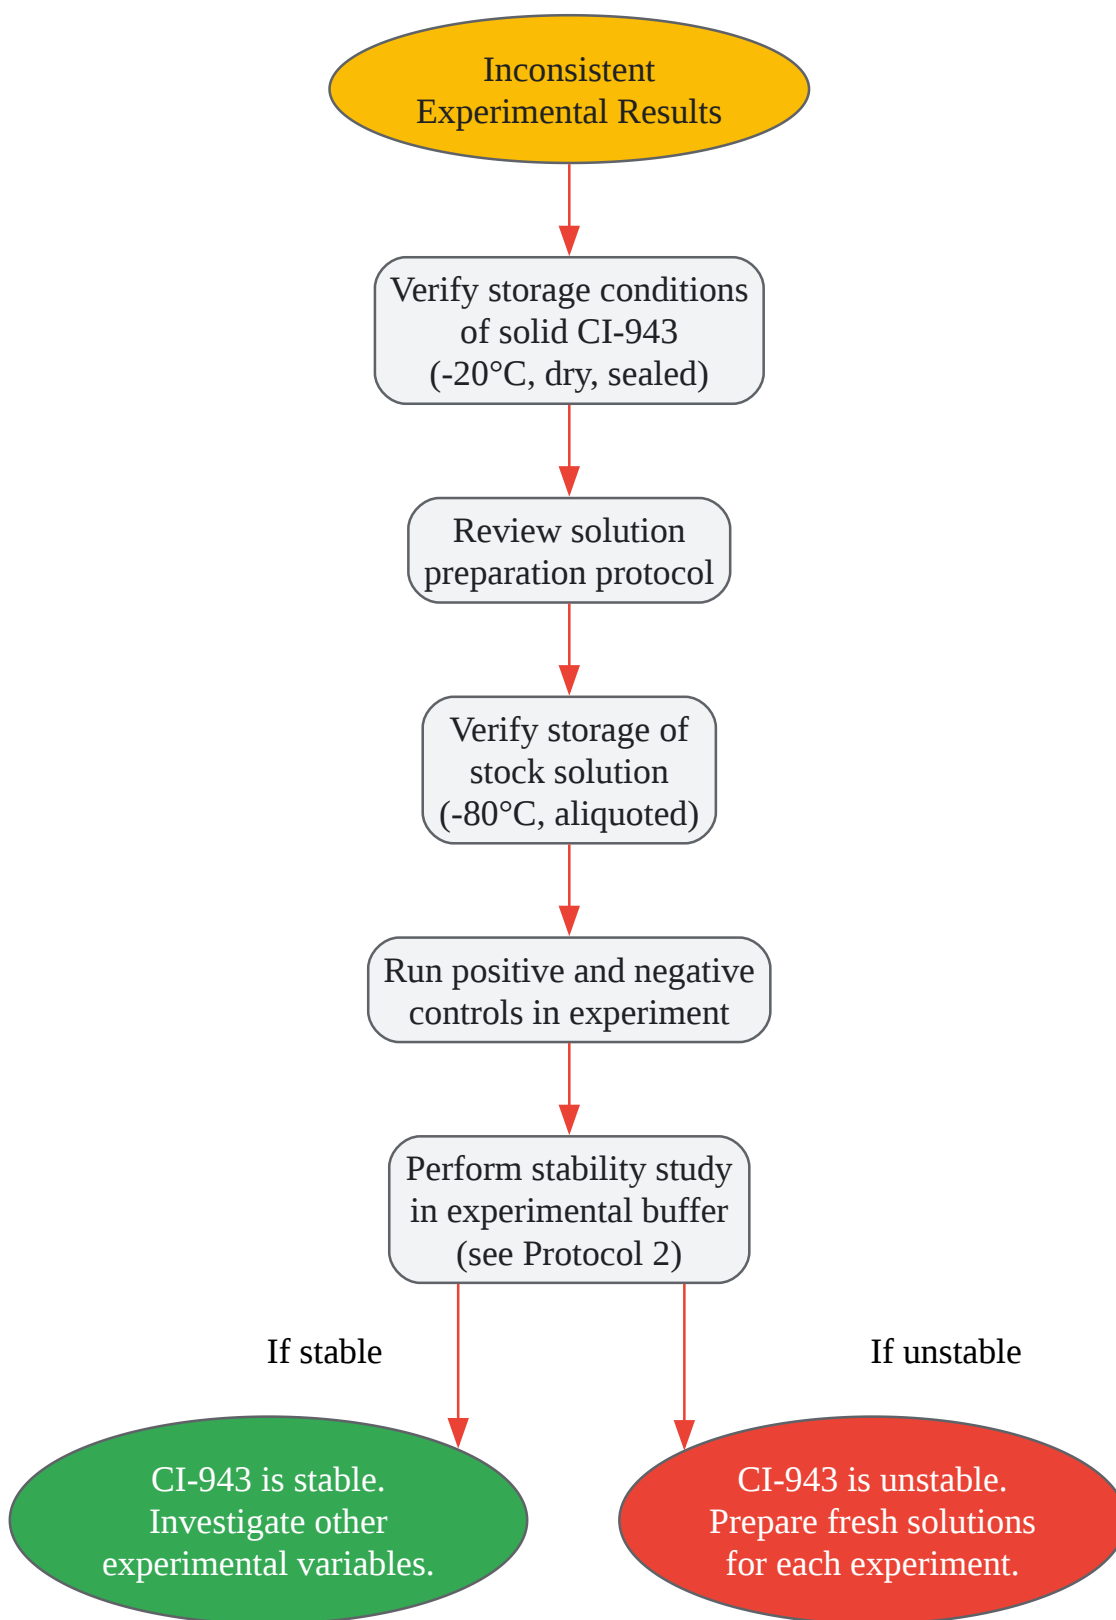 Inconsistent
Experimental Results
Verify storage conditions
of solid CI-943
(-20°C, dry, sealed)
Review solution
preparation protocol
Verify storage of
stock solution
(-80°C, aliquoted)
Run positive and negative
controls in experiment
Perform stability study
in experimental buffer
(see Protocol 2)
If stable
If unstable
CI-943 is stable.
Investigate other
experimental variables.
CI-943 is unstable.
Prepare fresh solutions
for each experiment.